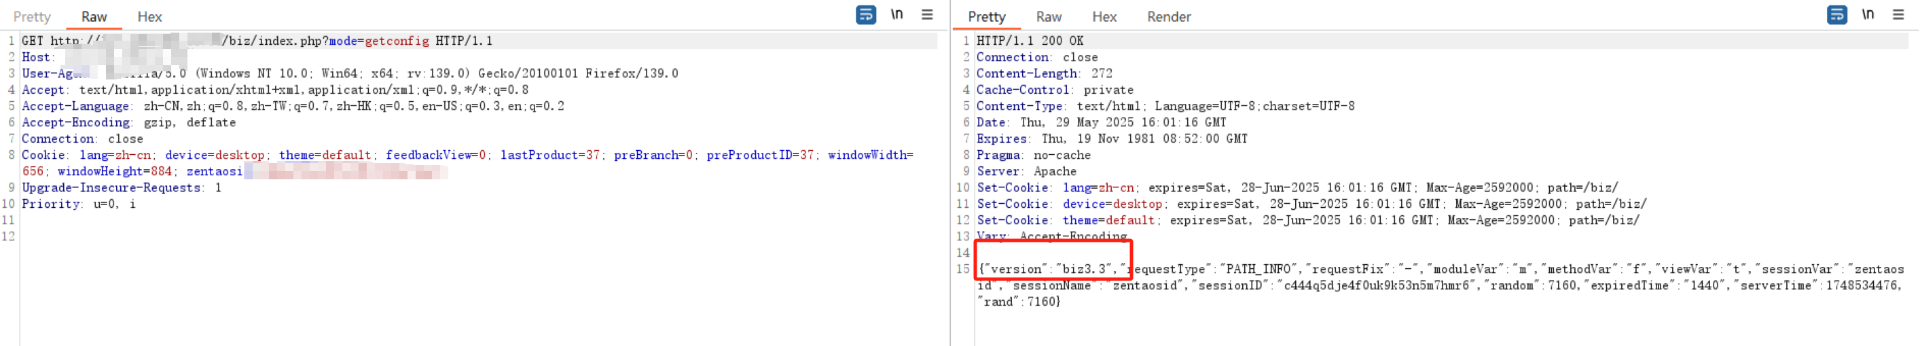 Pretty Raw Hex \n
1 GET http:// /biz/index.php?mode=getconfig HTTP/1.1
2 Host:
3 User-Ag /5.0 (Windows NT 10.0; Win64; x64; rv:139.0) Gecko/20100101 Firefox/139.0
4 Accept: text/html,application/xhtml+xml,application/xml;q=0.9,*/*;q=0.8
5 Accept-Language: zh-CN,zh;q=0.8,zh-TW;q=0.7,zh-HK;q=0.5,en-US;q=0.3,en;q=0.2
6 Accept-Encoding: gzip, deflate
7 Connection: close
8 Cookie: lang=zh-cn; device=desktop; theme=default; feedbackView=0; lastProduct=37; preBranch=0; preProductID=37; windowWidth=
656; windowHeight=884; zentaosi
9 Upgrade-Insecure-Requests: 1
10 Priority: u=0, i
11
12
Pretty Raw Hex Render \n
1 HTTP/1.1 200 OK
2 Connection: close
3 Content-Length: 272
4 Cache-Control: private
5 Content-Type: text/html; Language=UTF-8;charset=UTF-8
6 Date: Thu, 29 May 2025 16:01:16 GMT
7 Expires: Thu, 19 Nov 1981 08:52:00 GMT
8 Pragma: no-cache
9 Server: Apache
10 Set-Cookie: lang=zh-cn; expires=Sat, 28-Jun-2025 16:01:16 GMT; Max-Age=2592000; path=/biz/
11 Set-Cookie: device=desktop; expires=Sat, 28-Jun-2025 16:01:16 GMT; Max-Age=2592000; path=/biz/
12 Set-Cookie: theme=default; expires=Sat, 28-Jun-2025 16:01:16 GMT; Max-Age=2592000; path=/biz/
13 Vary: Accept-Encoding
14
15 {"version":"biz3.3","requestType":"PATH_INFO","requestFix":"-","moduleVar":"m","methodVar":"f","viewVar":"t","sessionVar":"zentaos
id","sessionName":"zentaosid","sessionID":"c444q5dje4f0uk9k53n5m7hmr6","random":7160,"expiredTime":"1440","serverTime":1748534476,
"rand":7160}